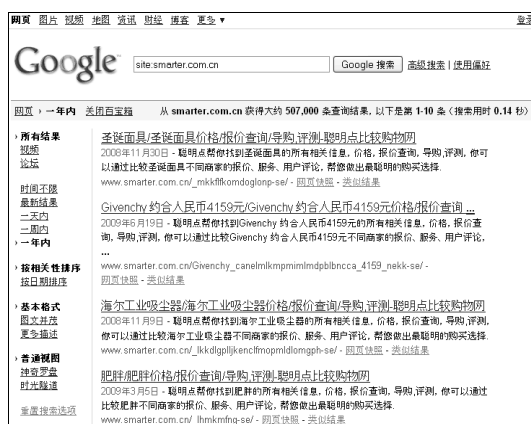 网页 图片 视频 地图 资讯 财经 博客 更多 ▼ 登录
Google site:smarter.com.cn Google 搜索 高级搜索 | 使用偏好
网页 › 一年内 关闭百宝箱 从 smarter.com.cn 获得大约 507,000 条查询结果，以下是第 1-10 条 （搜索用时 0.14 秒）
› 所有结果
视频
论坛
时间不限
最新结果
一天内
一周内
› 一年内
› 按相关性排序
按日期排序
› 基本格式
图文并茂
更多描述
› 普通视图
神奇罗盘
时光隧道
重置搜索选项
圣诞面具/圣诞面具价格/报价查询/导购,评测-聪明点比较购物网
2008年11月30日 - 聪明点帮你找到圣诞面具的所有相关信息，价格，报价查询，导购,评测，你可
以通过比较圣诞面具不同商家的报价、服务、用户评论，帮您做出最聪明的购买选择.
www.smarter.com.cn/_mkkflfkomdoglonp-se/ - 网页快照 - 类似结果
Givenchy 约合人民币4159元/Givenchy 约合人民币4159元价格/报价查询 ...
2009年6月19日 - 聪明点帮你找到Givenchy 约合人民币4159元的所有相关信息，价格，报价查
询，导购,评测，你可以通过比较Givenchy 约合人民币4159元不同商家的报价、服务、用户评论，
...
www.smarter.com.cn/Givenchy_canelmlkmpmimlmdpblbncca_4159_nekk-se/ -
网页快照 - 类似结果
海尔工业吸尘器/海尔工业吸尘器价格/报价查询/导购,评测-聪明点比较购物网
2008年11月9日 - 聪明点帮你找到海尔工业吸尘器的所有相关信息，价格，报价查询，导购,评测，
你可以通过比较海尔工业吸尘器不同商家的报价、服务、用户评论，帮您做出最聪明的购买选择.
www.smarter.com.cn/_lkkdlgplljkenclfmopmldlomgph-se/ - 网页快照 - 类似结果
肥胖/肥胖价格/报价查询/导购,评测-聪明点比较购物网
2009年3月5日 - 聪明点帮你找到肥胖的所有相关信息，价格，报价查询，导购,评测，你可以通过
比较肥胖不同商家的报价、服务、用户评论，帮您做出最聪明的购买选择.
www.smarter.com.cn/_lhmkmfng-se/ - 网页快照 - 类似结果